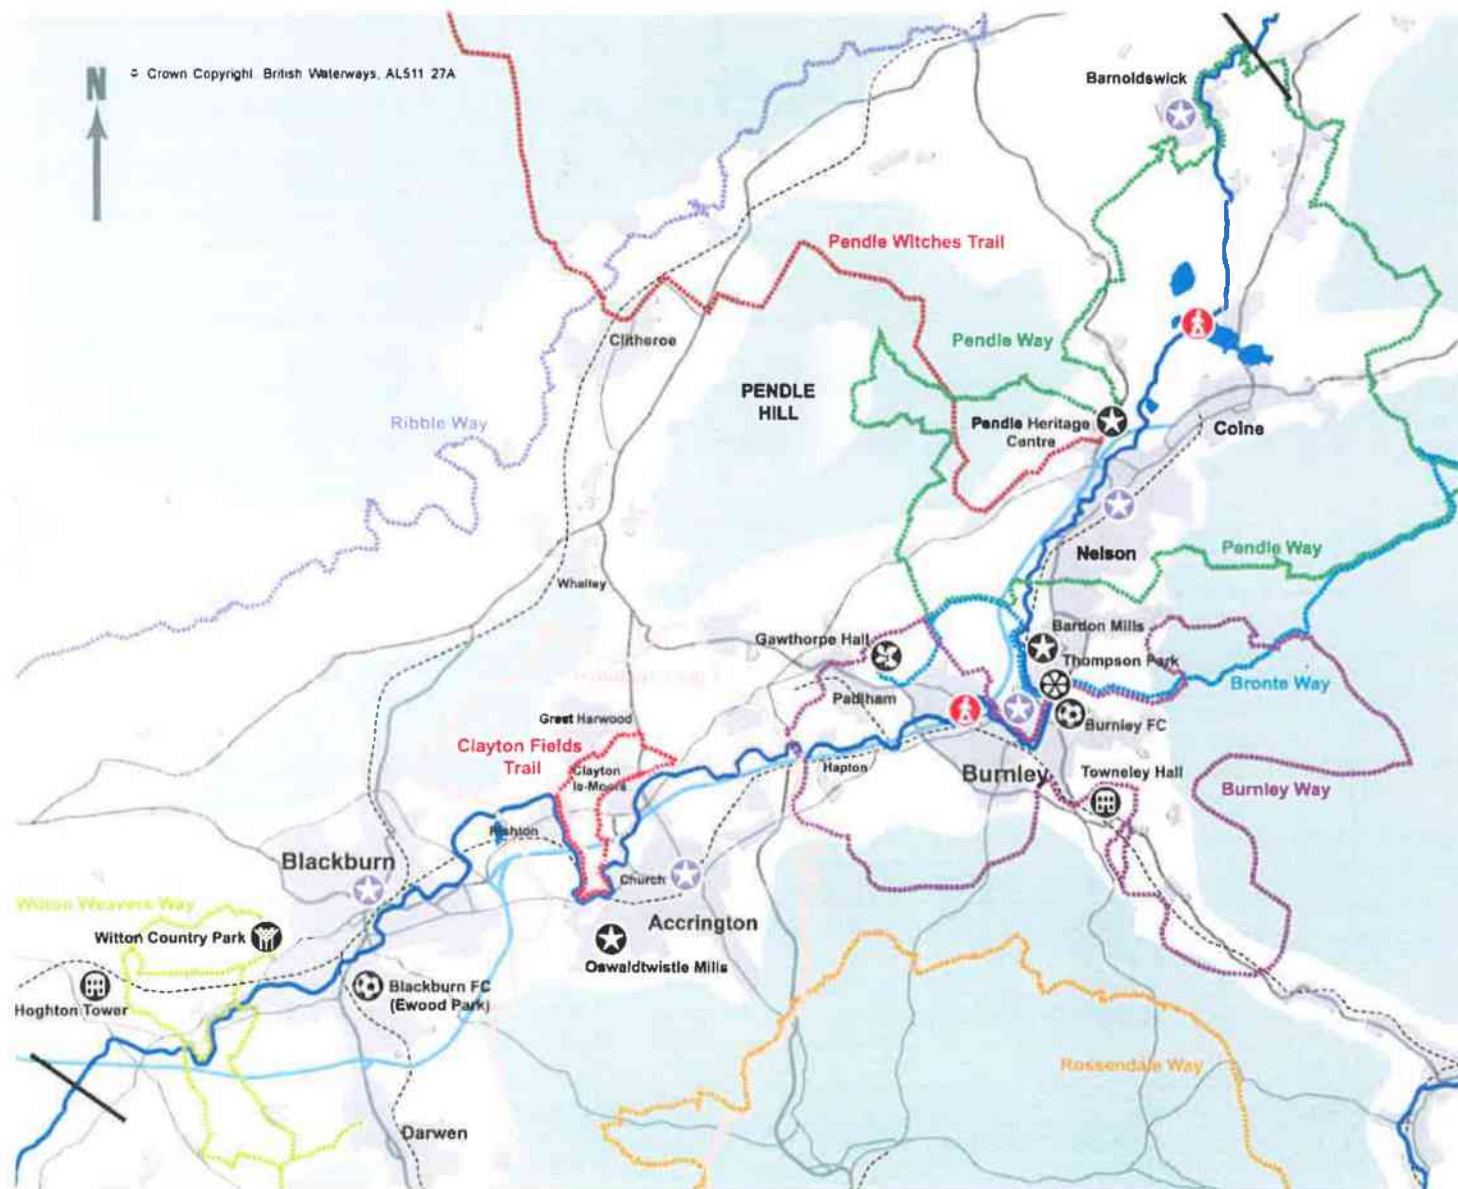 N
Crown Copyright British Waterways, AL511 27A
Barnoldswick
Pendle Witches Trail
Clitheroe
Pendle Way
PENDLE
HILL
Ribble Way
Pendle Heritage
Centre
Colne
Nelson
Pendle Way
Whalley
Gawthorpe Hall
Bardon Mills
Thompson Park
Bronte Way
Padiham
Great Harwood
Burnley FC
Clayton Fields
Trail
Clayton
le-Moors
Hapton
Burnley
Towneley Hall
Burnley Way
Rishton
Blackburn
Church
Witton Weavers Way
Accrington
Witton Country Park
Oswaldtwistle Mills
Blackburn FC
(Ewood Park)
Hoghton Tower
Rossendale Way
Darwen